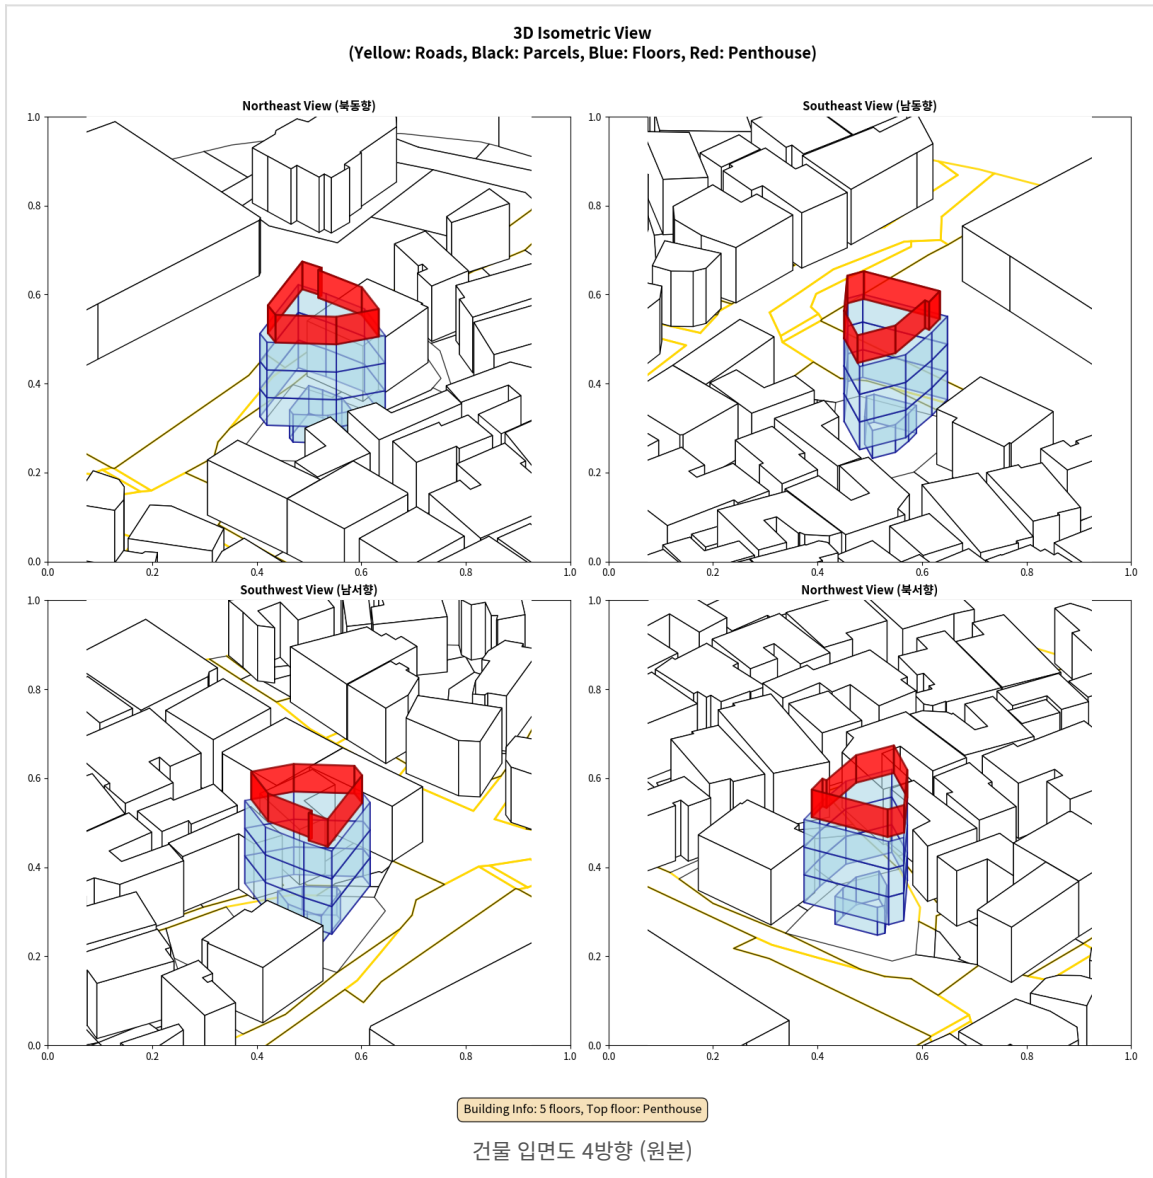 3D Isometric View
(Yellow: Roads, Black: Parcels, Blue: Floors, Red: Penthouse)
Northeast View (북동향)
1.0
0.8
0.6
0.4
0.2
0.0
0.0 0.2 0.4 0.6 0.8 1.0
Southeast View (남동향)
1.0
0.8
0.6
0.4
0.2
0.0
0.0 0.2 0.4 0.6 0.8 1.0
Southwest View (남서향)
1.0
0.8
0.6
0.4
0.2
0.0
0.0 0.2 0.4 0.6 0.8 1.0
Northwest View (북서향)
1.0
0.8
0.6
0.4
0.2
0.0
0.0 0.2 0.4 0.6 0.8 1.0
Building Info: 5 floors, Top floor: Penthouse
건물 입면도 4방향 (원본)